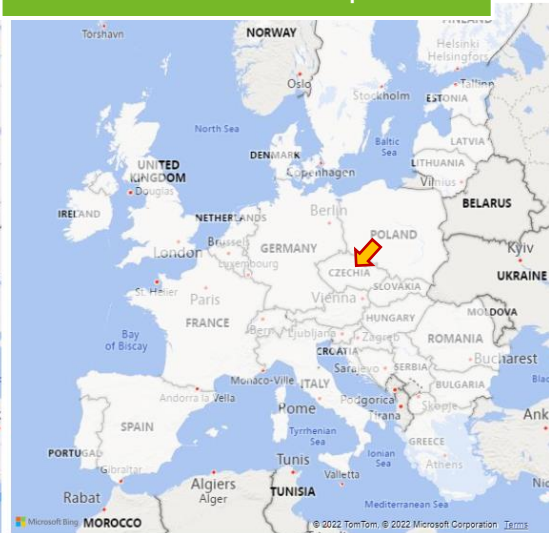 NORWAY
Torshavn
Helsinki
Helsingfors
Oslo
Tallinn
Stockholm
ESTONIA
North Sea
Baltic
Sea
LATVIA
DENMARK
LITHUANIA
Copenhagen
Vilnius
UNITED
KINGDOM
Douglas
BELARUS
IRELAND
NETHERLANDS
Berlin
POLAND
London
Brussels
GERMANY
Kyiv
Luxembourg
CZECHIA
UKRAINE
SLOVAKIA
St. Helier
Paris
Vienna
HUNGARY
MOLDOVA
FRANCE
Bern
Ljubljana
Zagreb
Bay
of Biscay
ROMANIA
CROATIA
Bucharest
Sarajevo
SERBIA
Monaco-Ville
ITALY
BULGARIA
Andorra la Vella
Podgorica
Skopje
Rome
Tirana
Ank
SPAIN
Tyrrhenian
Sea
GREECE
PORTUGAL
Ionian
Sea
Athens
Gibraltar
Tunis
Valletta
Nic
Algiers
Alger
Rabat
TUNISIA
Mediterranean Sea
Microsoft Bing
MOROCCO
© 2022 TomTom, © 2022 Microsoft Corporation Terms